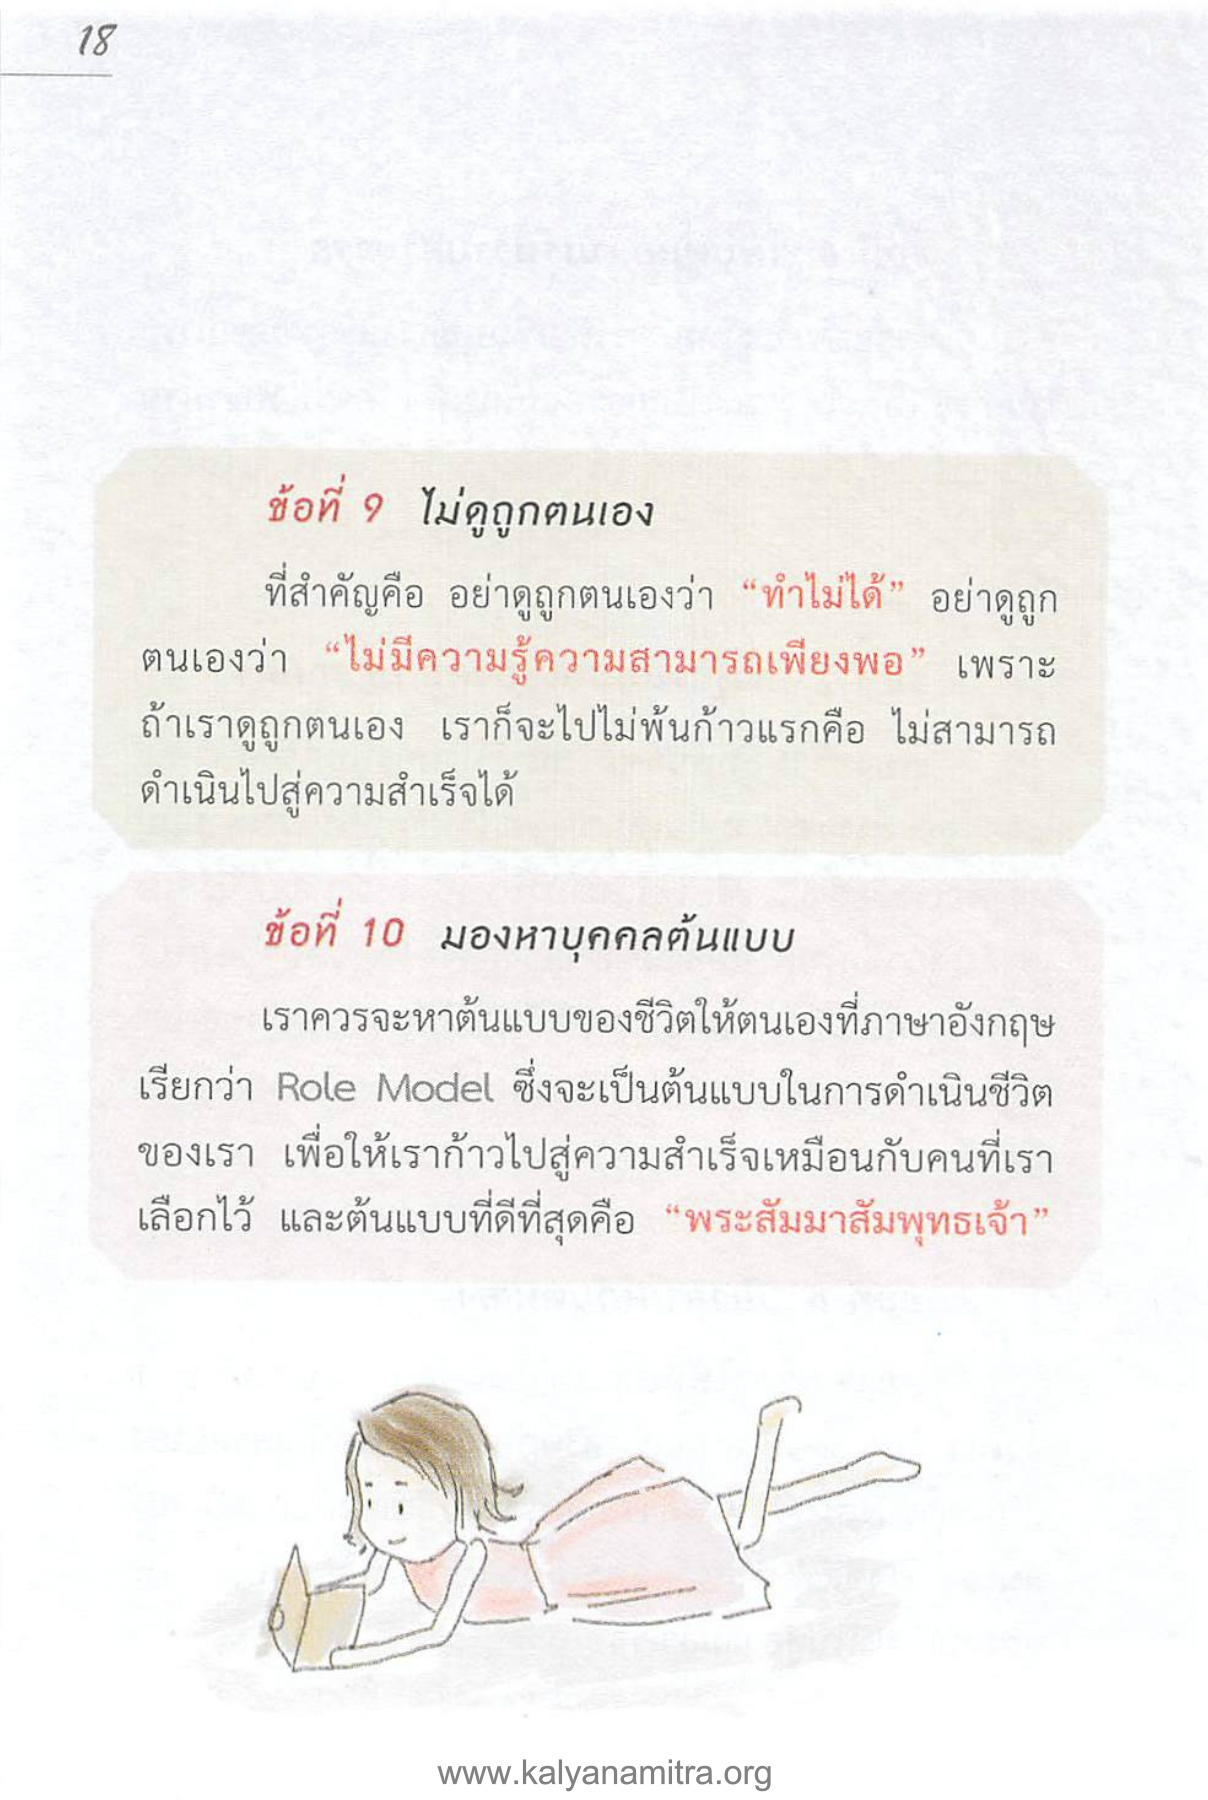 18
ข้อที่ 9 ไม่ดูถูกตนเอง
ที่สำคัญคือ อย่าดูถูกตนเองว่า “ทำไม่ได้” อย่าดูถูก
ตนเองว่า “ไม่มีความรู้ความสามารถเพียงพอ” เพราะ
ถ้าเราดูถูกตนเอง เราก็จะไปไม่พ้นก้าวแรกคือ ไม่สามารถ
ดำเนินไปสู่ความสำเร็จได้
ข้อที่ 10 มองหาบุคคลต้นแบบ
เราควรจะหาต้นแบบของชีวิตให้ตนเองที่ภาษาอังกฤษ
เรียกว่า Role Model ซึ่งจะเป็นต้นแบบในการดำเนินชีวิต
ของเรา เพื่อให้เราก้าวไปสู่ความสำเร็จเหมือนกับคนที่เรา
เลือกไว้ และต้นแบบที่ดีที่สุดคือ “พระสัมมาสัมพุทธเจ้า”
www.kalyanamitra.org